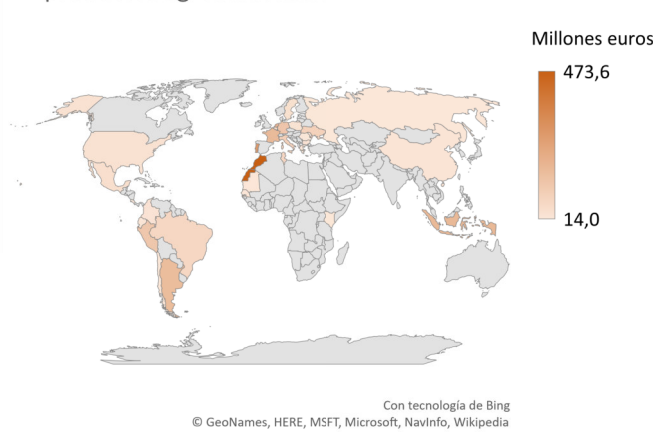 Millones euros
473,6
14,0
Con tecnología de Bing
© GeoNames, HERE, MSFT, Microsoft, NavInfo, Wikipedia